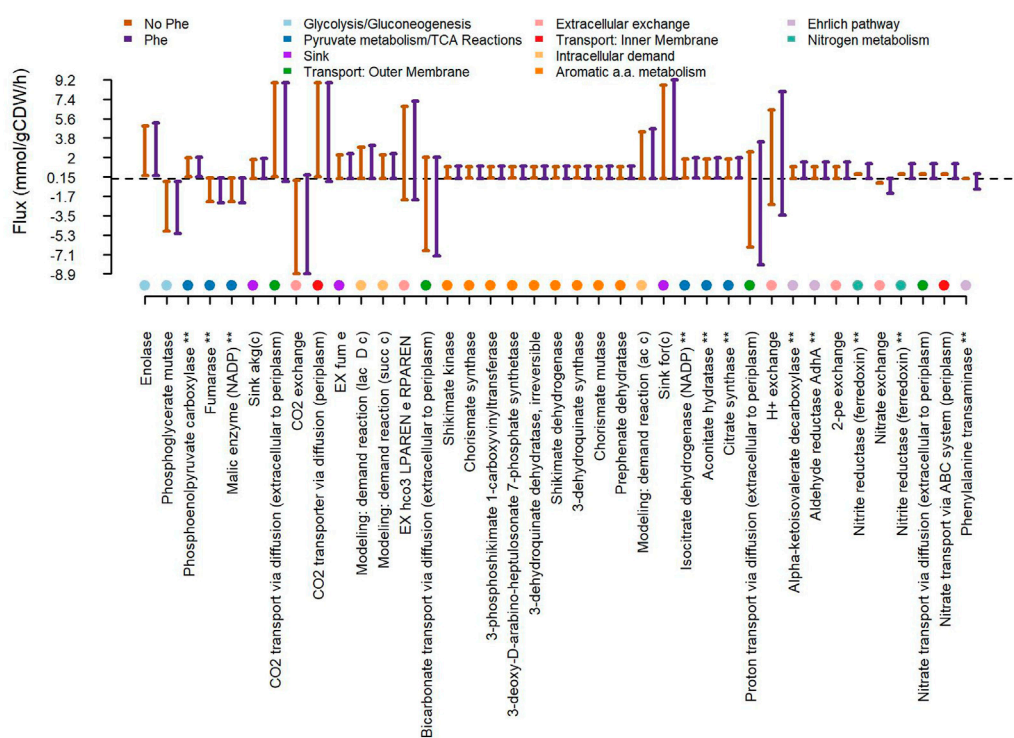 No Phe
Phe
Glycolysis/Gluconeogenesis
Pyruvate metabolism/TCA Reactions
Sink
Transport: Outer Membrane
Extracellular exchange
Transport: Inner Membrane
Intracellular demand
Aromatic a.a. metabolism
Ehrlich pathway
Nitrogen metabolism
Flux (mmol/gCDW/h)
9.2
7.4
5.6
3.8
2
0.15
-1.7
-3.5
-5.3
-7.1
-8.9
Enolase
Phosphoglycerate mutase
Phosphoenolpyruvate carboxylase **
Fumarase **
Malic enzyme (NADP) **
Sink akg(c)
CO2 transport via diffusion (extracellular to periplasm)
CO2 exchange
CO2 transporter via diffusion (periplasm)
EX fum e
Modeling: demand reaction (lac D c)
Modeling: demand reaction (succ c)
EX hco3 LPAREN e RPAREN
Bicarbonate transport via diffusion (extracellular to periplasm)
Shikimate kinase
Chorismate synthase
3-phosphoshikimate 1-carboxyvinyltransferase
3-deoxy-D-arabino-heptulosonate 7-phosphate synthetase
3-dehydroquinate dehydratase, irreversible
Shikimate dehydrogenase
3-dehydroquinate synthase
Chorismate mutase
Prephenate dehydratase
Modeling: demand reaction (ac c)
Sink for(c)
Isocitrate dehydrogenase (NADP) **
Aconitate hydratase **
Citrate synthase **
Proton transport via diffusion (extracellular to periplasm)
H+ exchange
Alpha-ketoisovalerate decarboxylase **
Aldehyde reductase AdhA **
2-pe exchange
Nitrite reductase (ferredoxin) **
Nitrate exchange
Nitrite reductase (ferredoxin) **
Nitrate transport via diffusion (extracellular to periplasm)
Nitrate transport via ABC system (periplasm) **
Phenylalanine transaminase **